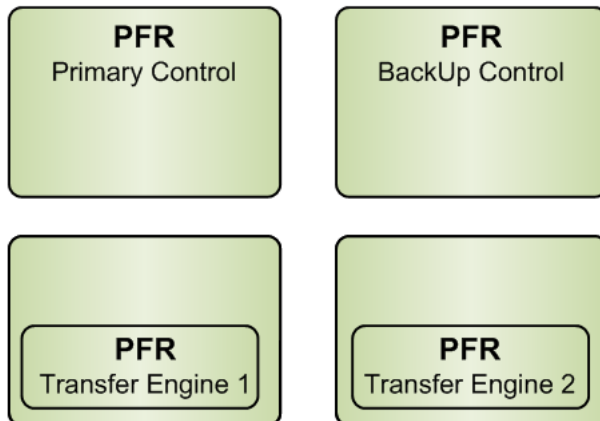 PFR
Primary Control
PFR
BackUp Control
PFR
Transfer Engine 1
PFR
Transfer Engine 2